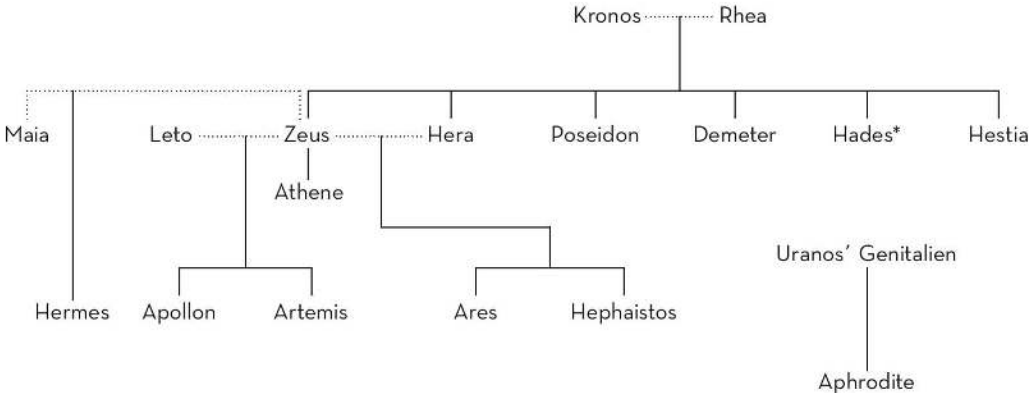 Kronos Rhea
Maia Leto Zeus Hera Poseidon Demeter Hades* Hestia
Athene
Uranos´ Genitalien
Hermes Apollon Artemis Ares Hephaistos
Aphrodite